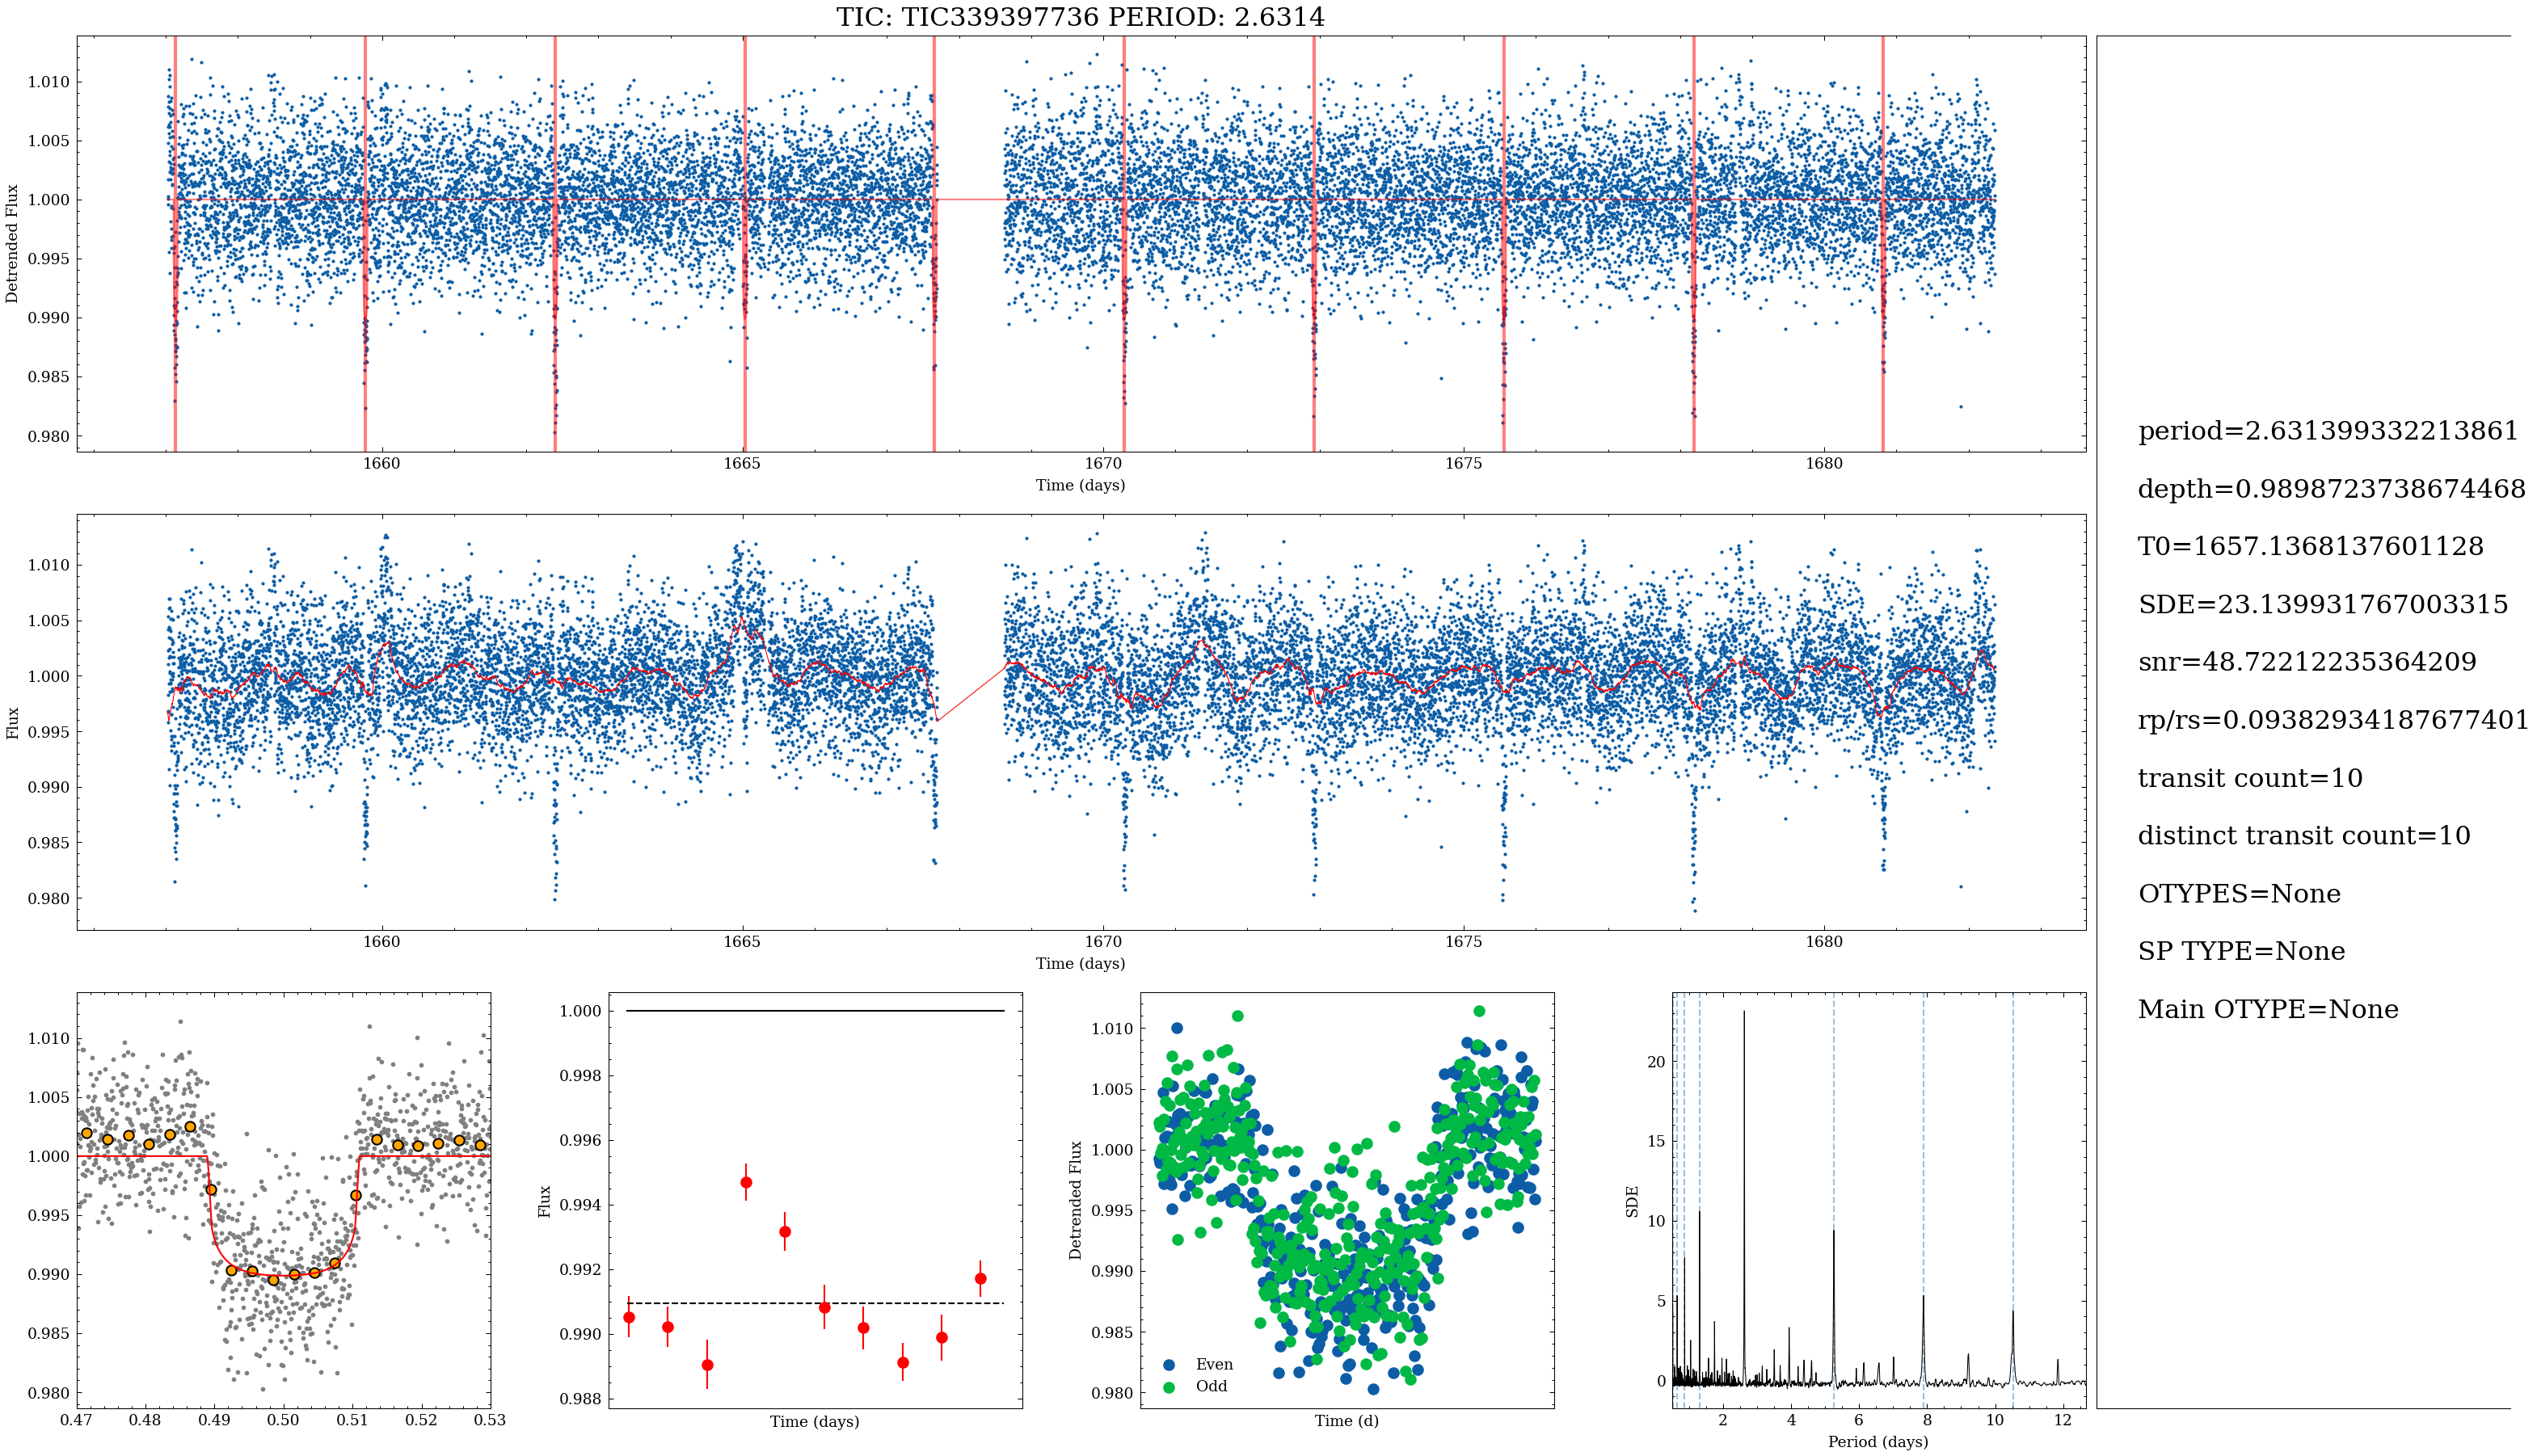 TIC: TIC339397736 PERIOD: 2.6314
1.010
1.005
1.000
0.995
0.990
0.985
0.980
Detrended Flux
1660
1665
1670
1675
1680
Time (days)
1.010
1.005
1.000
0.995
0.990
0.985
0.980
Flux
1660
1665
1670
1675
1680
Time (days)
period=2.631399332213861
depth=0.9898723738674468
T0=1657.1368137601128
SDE=23.139931767003315
snr=48.72212235364209
rp/rs=0.09382934187677401
transit count=10
distinct transit count=10
OTYPES=None
SP TYPE=None
Main OTYPE=None
1.010
1.005
1.000
0.995
0.990
0.985
0.980
0.47
0.48
0.49
0.50
0.51
0.52
0.53
1.000
0.998
0.996
0.994
0.992
0.990
0.988
Flux
Time (days)
1.010
1.005
1.000
0.995
0.990
0.985
0.980
Detrended Flux
Even
Odd
Time (d)
20
15
10
5
0
SDE
2
4
6
8
10
12
Period (days)